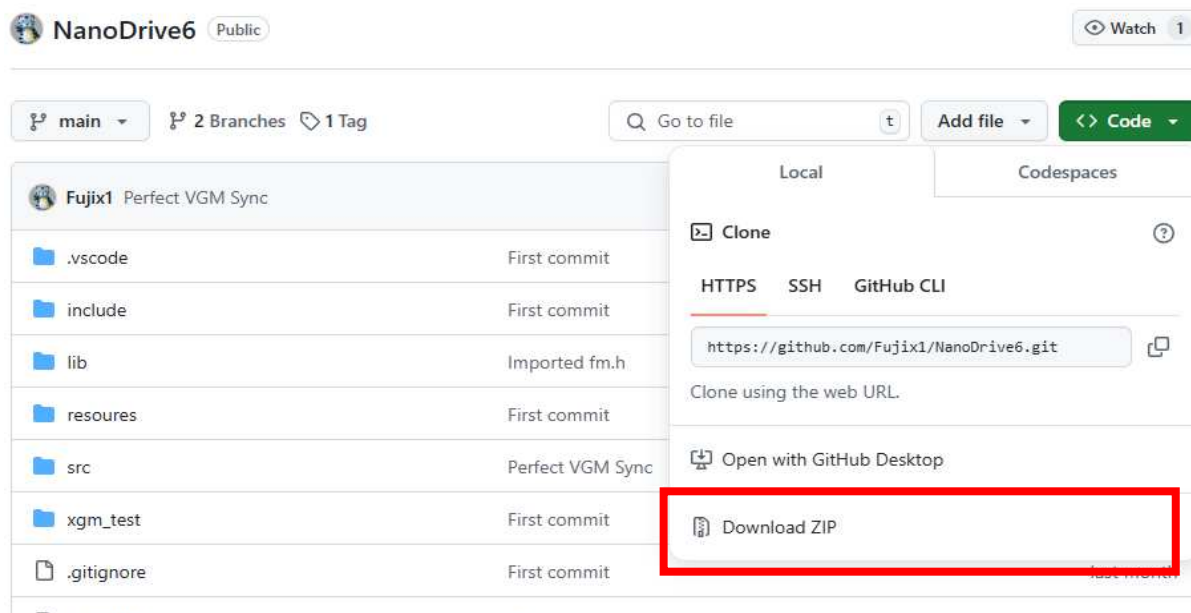 NanoDrive6 Public
Watch 1
main 2 Branches 1 Tag
Go to file t
Add file
<> Code
Fujix1 Perfect VGM Sync
.vscode First commit
include First commit
lib Imported fm.h
resoures First commit
src Perfect VGM Sync
xgm_test First commit
.gitignore First commit
Local Codespaces
Clone
HTTPS SSH GitHub CLI
https://github.com/Fujix1/NanoDrive6.git
Clone using the web URL.
Open with GitHub Desktop
Download ZIP
last month